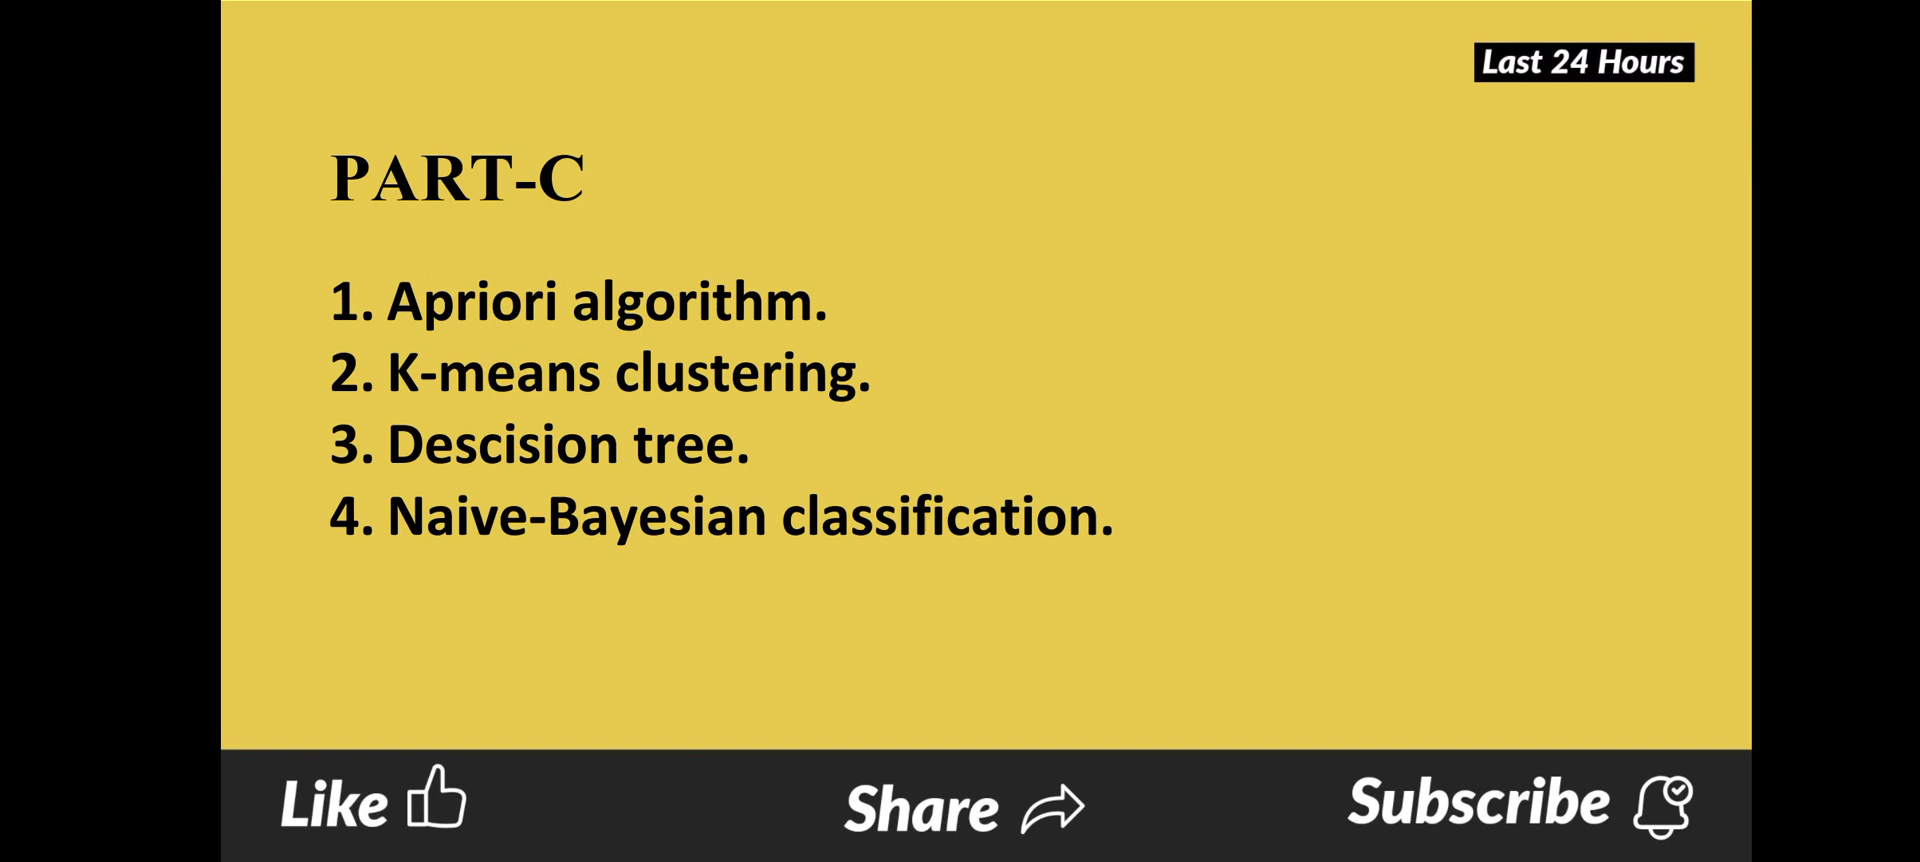 Last 24 Hours
PART-C
1. Apriori algorithm.
2. K-means clustering.
3. Descision tree.
4. Naive-Bayesian classification.
Like
Share
Subscribe